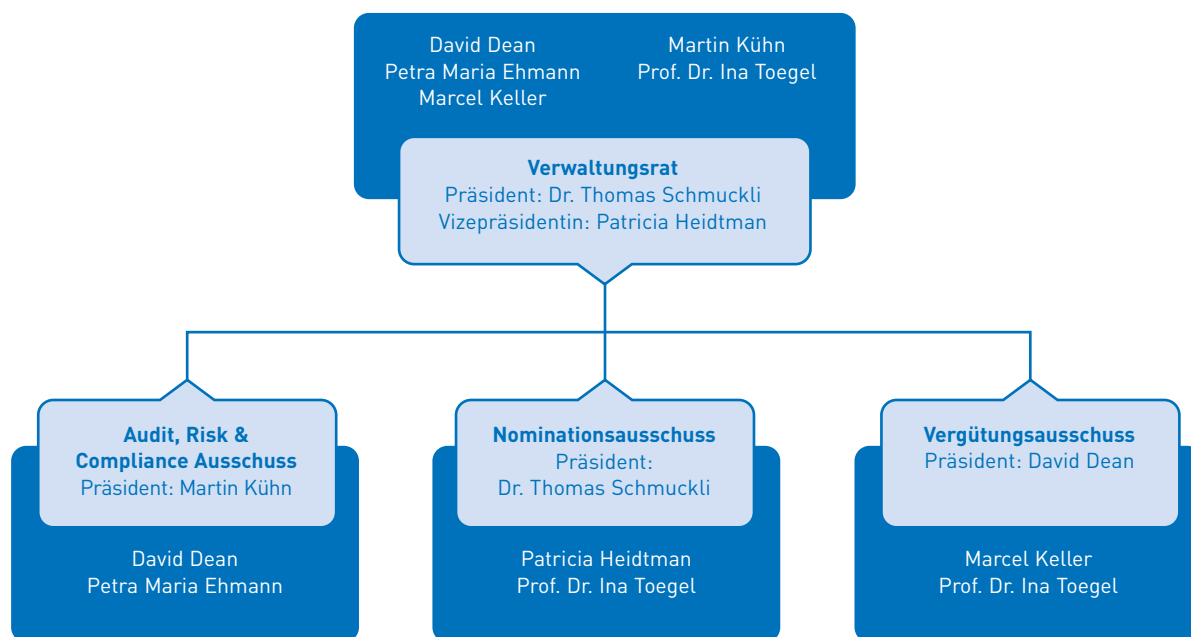 David Dean
Petra Maria Ehmann
Marcel Keller
Martin Kühn
Prof. Dr. Ina Toegel
Verwaltungsrat
Präsident: Dr. Thomas Schmuckli
Vizepräsidentin: Patricia Heidtman
Audit, Risk &
Compliance Ausschuss
Präsident: Martin Kühn
David Dean
Petra Maria Ehmann
Nominationsausschuss
Präsident:
Dr. Thomas Schmuckli
Patricia Heidtman
Prof. Dr. Ina Toegel
Vergütungsausschuss
Präsident: David Dean
Marcel Keller
Prof. Dr. Ina Toegel